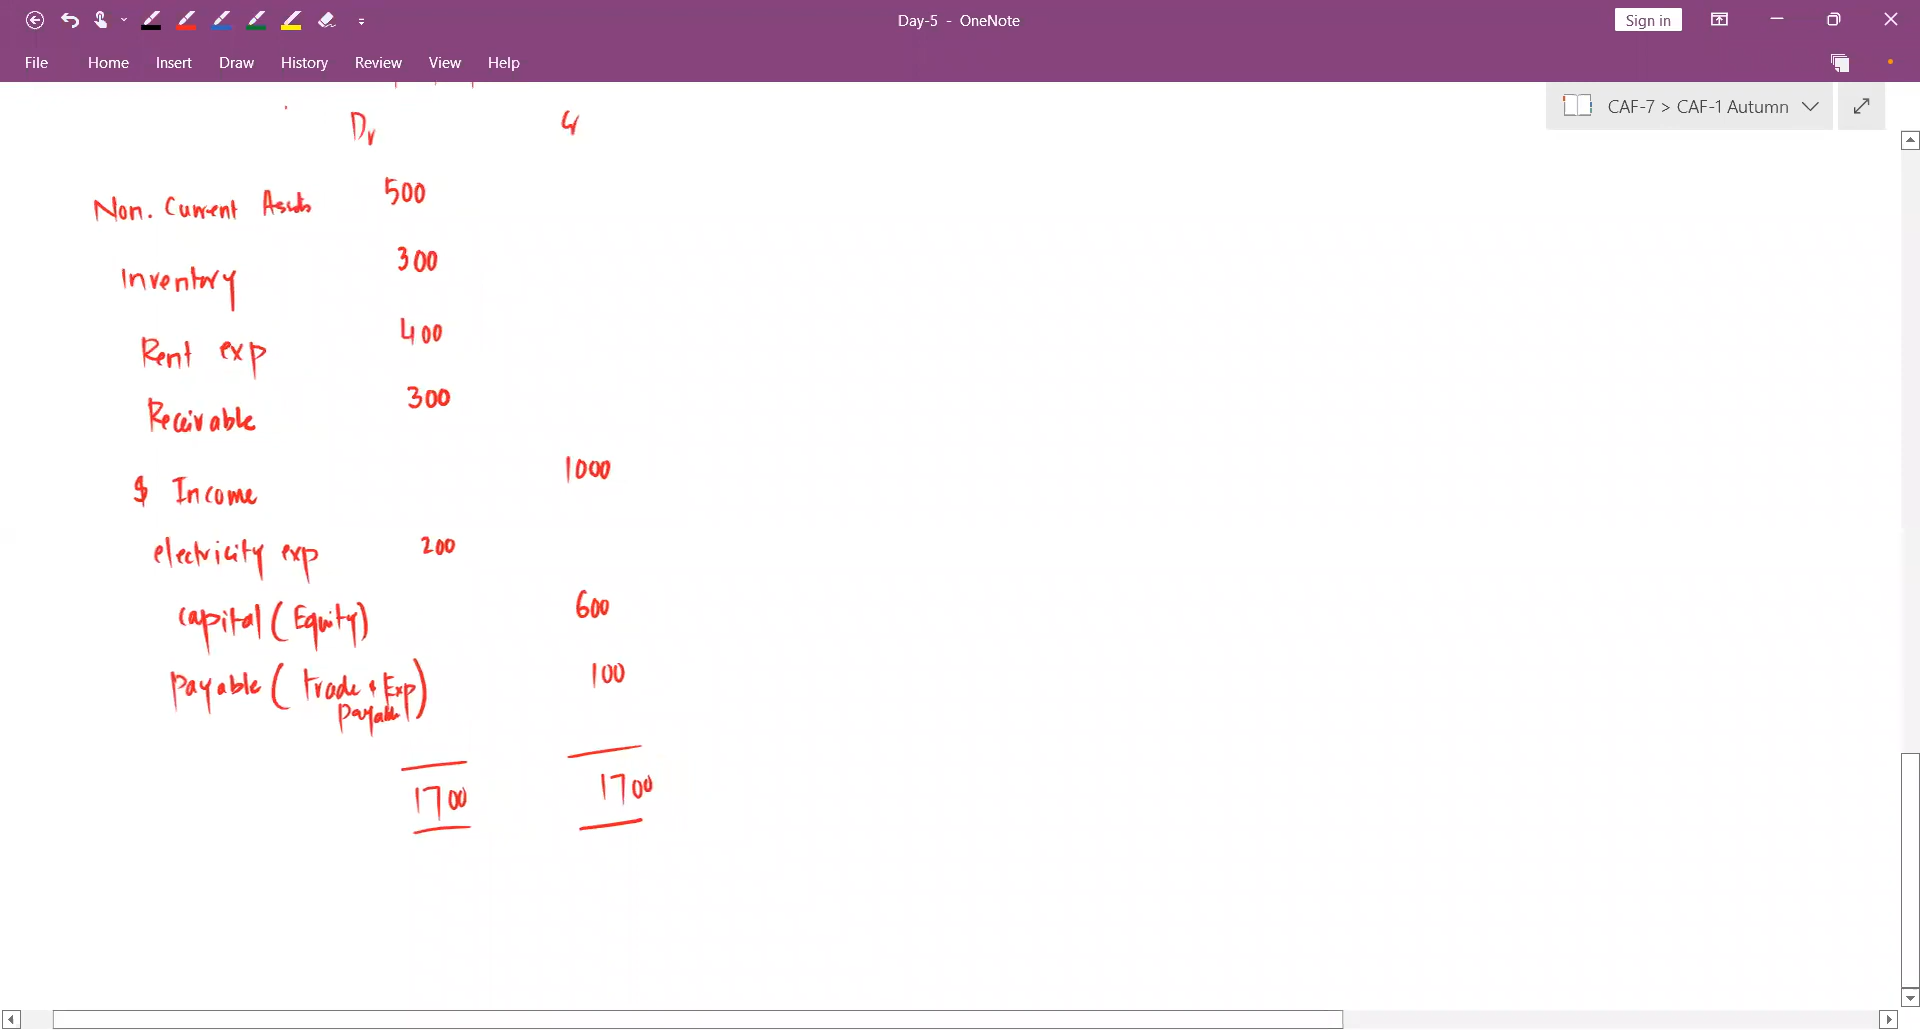 Day-5 - OneNote
Sign in
File Home Insert Draw History Review View Help
CAF-7 > CAF-1 Autumn
Dr Cr
Non. Current Assets 500
Inventory 300
Rent exp 400
Receivable 300
$ Income 1000
electricity exp 200
Capital (Equity) 600
Payable (trade & Exp 100
payable)
1700 1700